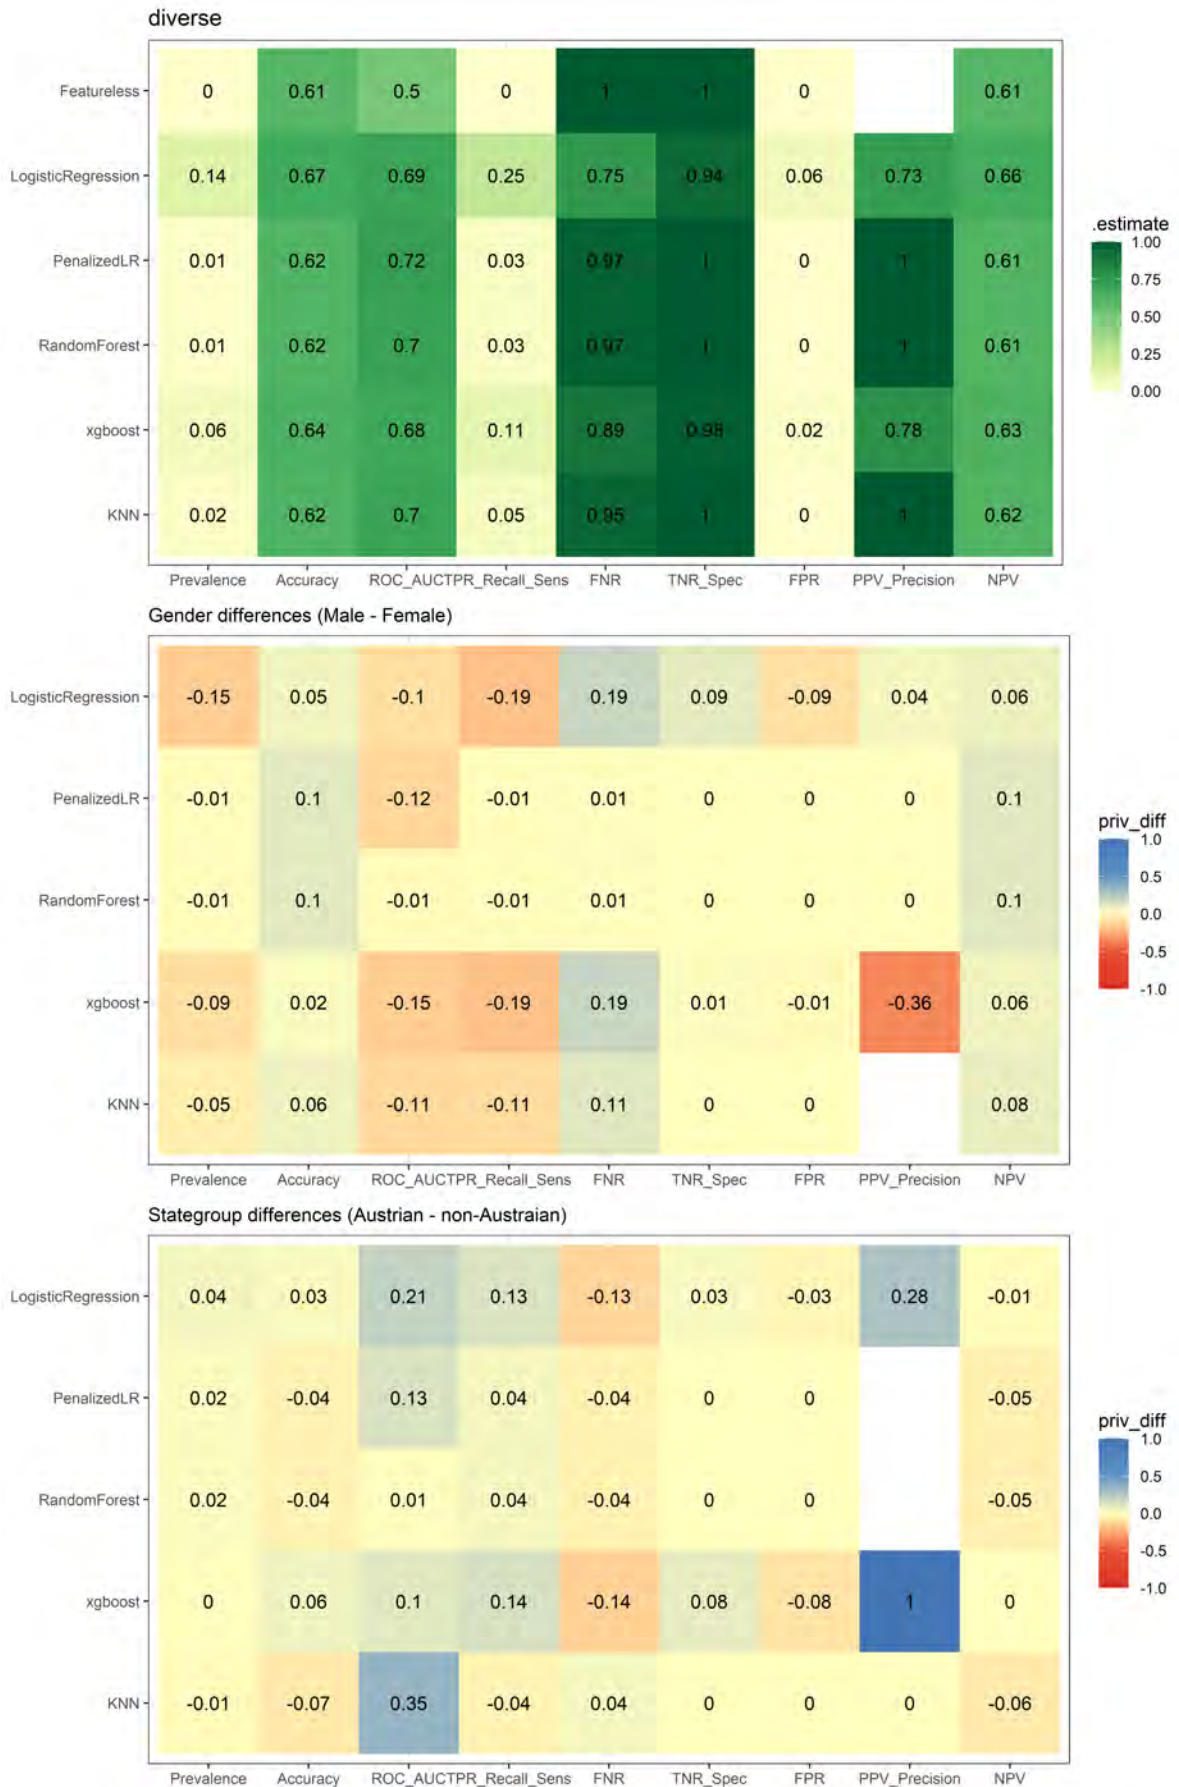 diverse
Featureless 0 0.61 0.5 0 1 1 0 0.61
LogisticRegression 0.14 0.67 0.69 0.25 0.75 0.94 0.06 0.73 0.66
PenalizedLR 0.01 0.62 0.72 0.03 0.97 1 0 1 0.61
RandomForest 0.01 0.62 0.7 0.03 0.97 1 0 1 0.61
xgboost 0.06 0.64 0.68 0.11 0.89 0.98 0.02 0.78 0.63
KNN 0.02 0.62 0.7 0.05 0.95 1 0 1 0.62
Prevalence Accuracy ROC_AUCTPR_Recall_Sens FNR TNR_Spec FPR PPV_Precision NPV
.estimate
1.00
0.75
0.50
0.25
0.00
Gender differences (Male - Female)
LogisticRegression -0.15 0.05 -0.1 -0.19 0.19 0.09 -0.09 0.04 0.06
PenalizedLR -0.01 0.1 -0.12 -0.01 0.01 0 0 0 0.1
RandomForest -0.01 0.1 -0.01 -0.01 0.01 0 0 0 0.1
xgboost -0.09 0.02 -0.15 -0.19 0.19 0.01 -0.01 -0.36 0.06
KNN -0.05 0.06 -0.11 -0.11 0.11 0 0 0.08
Prevalence Accuracy ROC_AUCTPR_Recall_Sens FNR TNR_Spec FPR PPV_Precision NPV
priv_diff
1.0
0.5
0.0
-0.5
-1.0
Stategroup differences (Austrian - non-Austraian)
LogisticRegression 0.04 0.03 0.21 0.13 -0.13 0.03 -0.03 0.28 -0.01
PenalizedLR 0.02 -0.04 0.13 0.04 -0.04 0 0 -0.05
RandomForest 0.02 -0.04 0.01 0.04 -0.04 0 0 -0.05
xgboost 0 0.06 0.1 0.14 -0.14 0.08 -0.08 1 0
KNN -0.01 -0.07 0.35 -0.04 0.04 0 0 0 -0.06
Prevalence Accuracy ROC_AUCTPR_Recall_Sens FNR TNR_Spec FPR PPV_Precision NPV
priv_diff
1.0
0.5
0.0
-0.5
-1.0